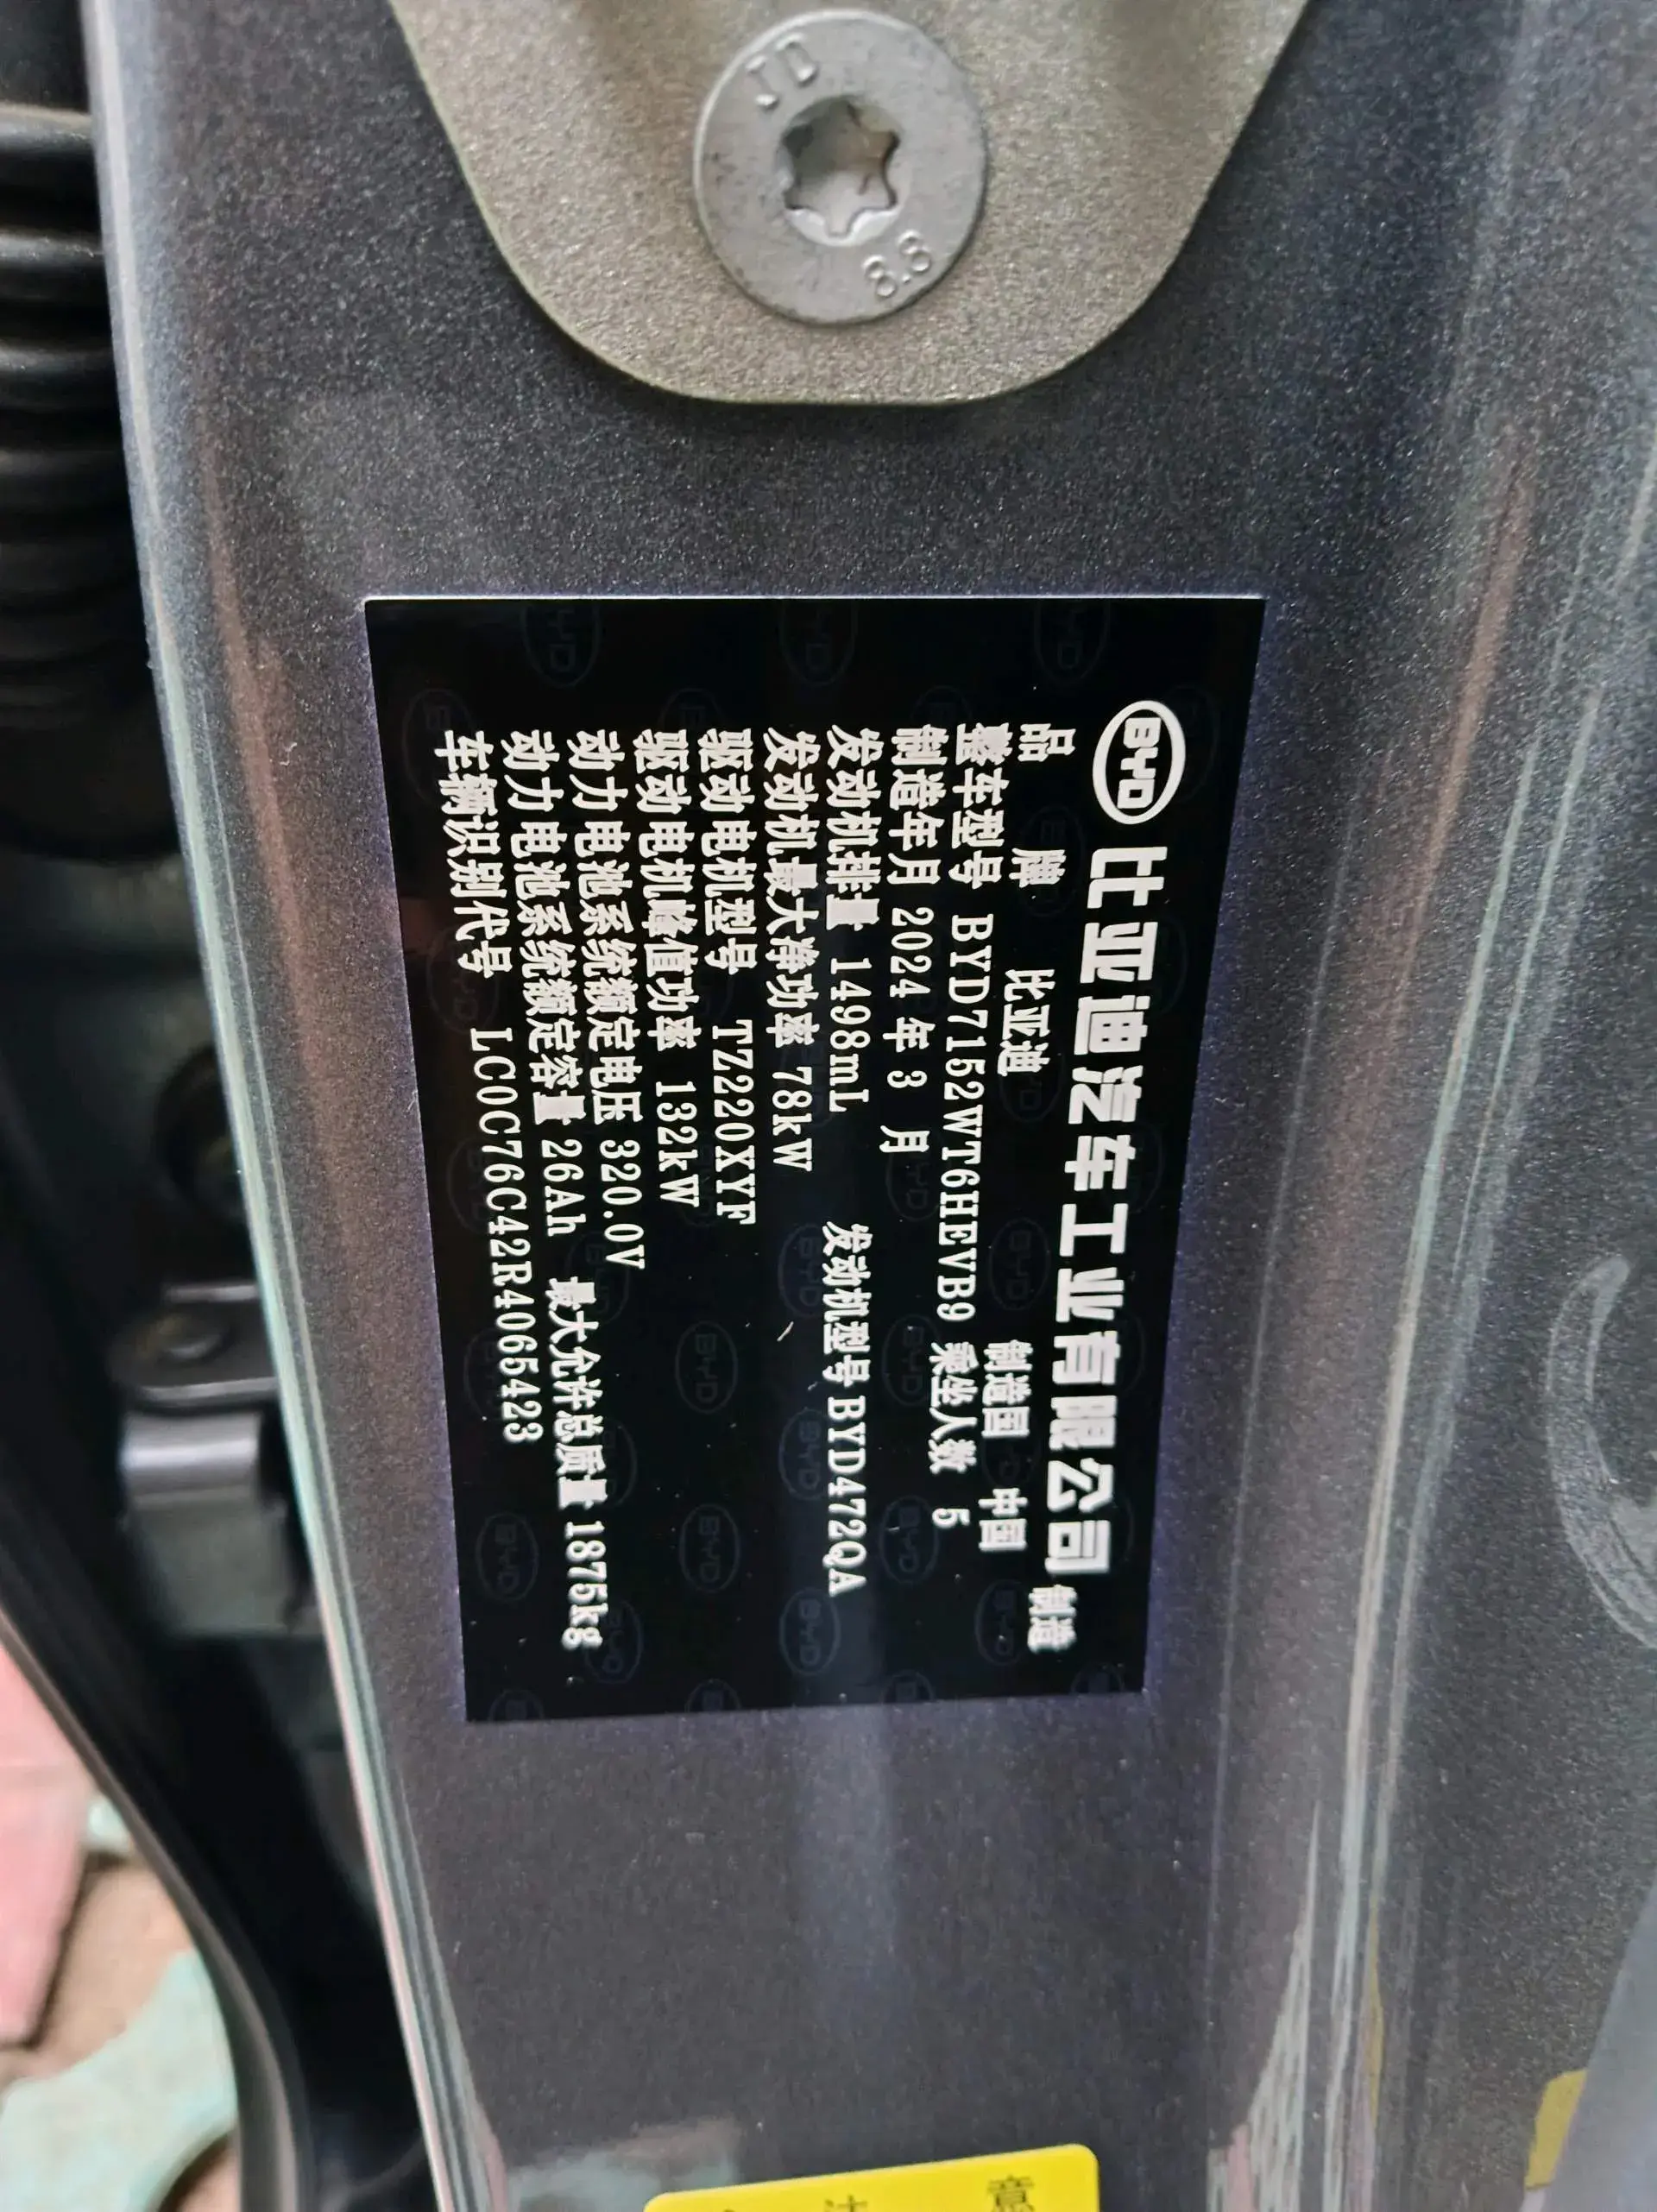 JD
8.8
BYD 比亚迪汽车工业有限公司 制造
品 牌 比亚迪 制造国 中国
整车型号 BYD7152WT6HEVB9 乘坐人数 5
制造年月 2024 年 3 月
发动机排量 1498mL 发动机型号 BYD472QA
发动机最大净功率 78kW
驱动电机型号 TZ220XYF
驱动电机峰值功率 132kW
动力电池系统额定电压 320.0V
动力电池系统额定容量 26Ah 最大允许总质量 1875kg
车辆识别代号 LC0C76C42R4065423
注 意